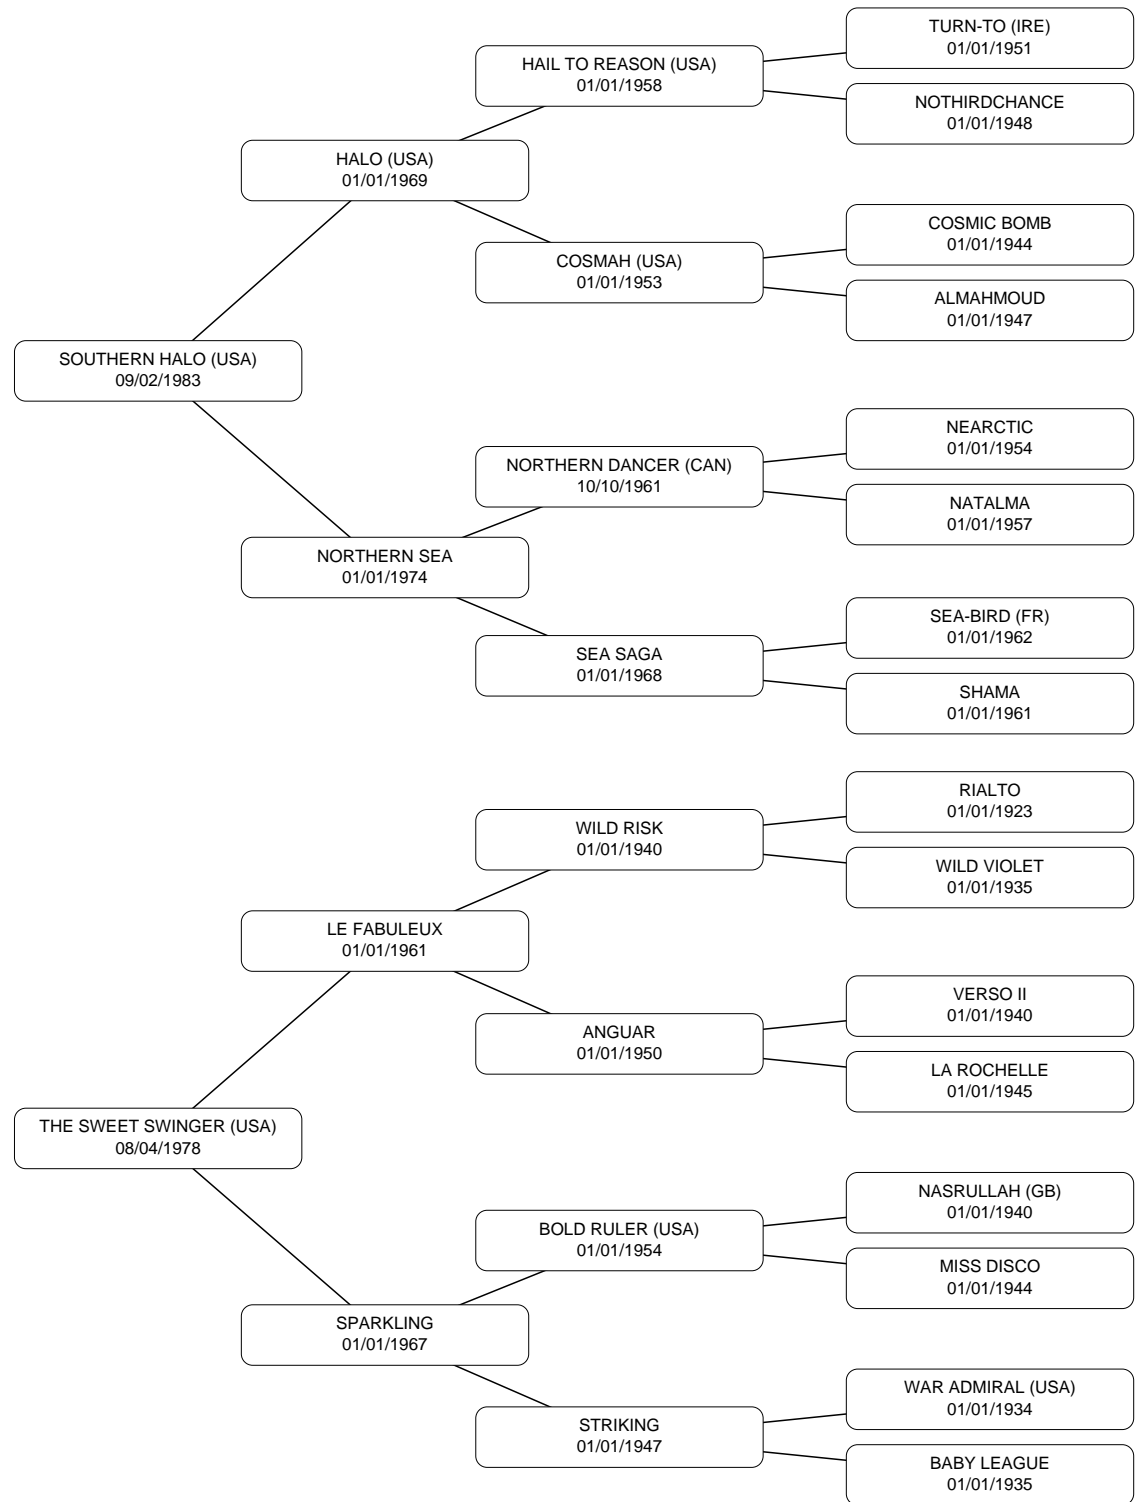 TURN-TO (IRE)
01/01/1951
HAIL TO REASON (USA)
01/01/1958
NOTHIRDCHANCE
01/01/1948
HALO (USA)
01/01/1969
COSMIC BOMB
01/01/1944
COSMAH (USA)
01/01/1953
ALMAHMOUD
01/01/1947
SOUTHERN HALO (USA)
09/02/1983
NEARCTIC
01/01/1954
NORTHERN DANCER (CAN)
10/10/1961
NATALMA
01/01/1957
NORTHERN SEA
01/01/1974
SEA-BIRD (FR)
01/01/1962
SEA SAGA
01/01/1968
SHAMA
01/01/1961
RIALTO
01/01/1923
WILD RISK
01/01/1940
WILD VIOLET
01/01/1935
LE FABULEUX
01/01/1961
VERSO II
01/01/1940
ANGUAR
01/01/1950
LA ROCHELLE
01/01/1945
THE SWEET SWINGER (USA)
08/04/1978
NASRULLAH (GB)
01/01/1940
BOLD RULER (USA)
01/01/1954
MISS DISCO
01/01/1944
SPARKLING
01/01/1967
WAR ADMIRAL (USA)
01/01/1934
STRIKING
01/01/1947
BABY LEAGUE
01/01/1935